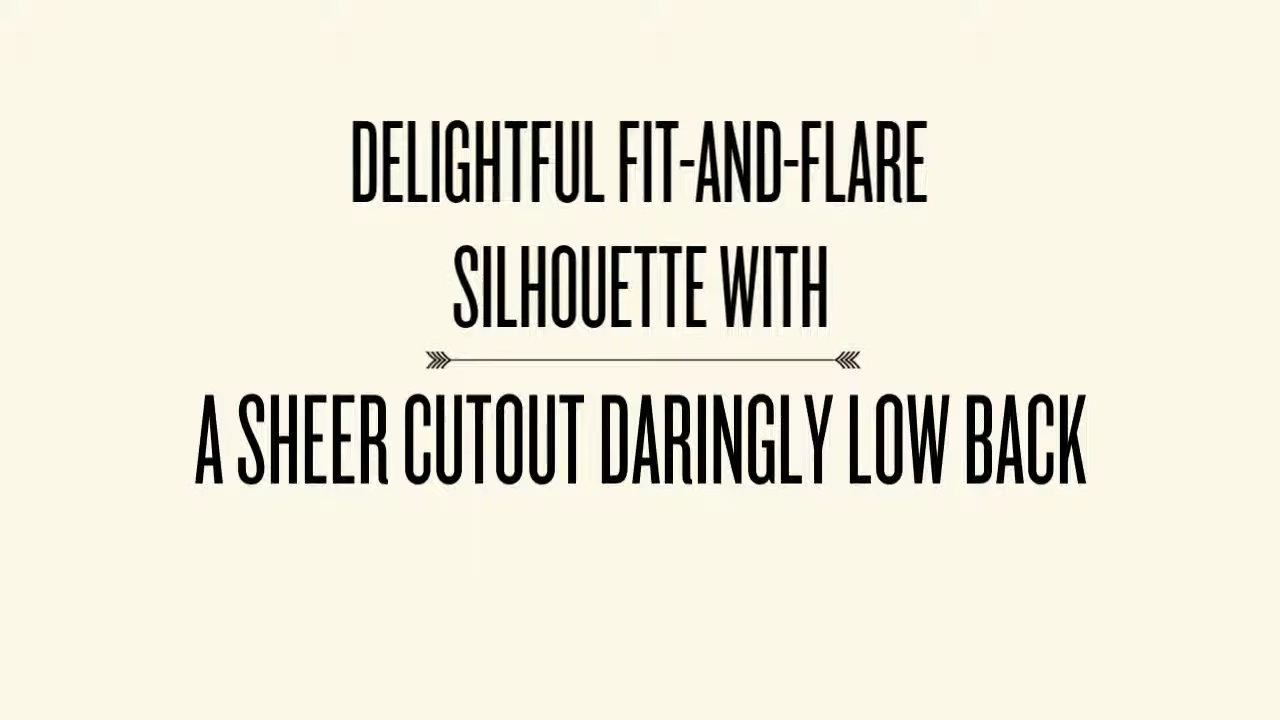 DELIGHTFUL FIT-AND-FLARE
SILHOUETTE WITH
A SHEER CUTOUT DARINGLY LOW BACK